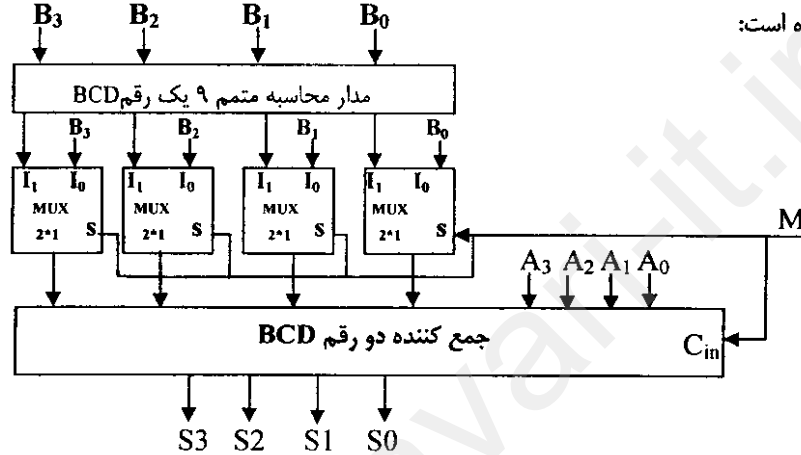 B3 B2 B1 B0
ه است:
مدار محاسبه متمم ۹ یک رقم BCD
B3 B2 B1 B0
I1 I0 I1 I0 I1 I0 I1 I0
MUX MUX MUX MUX
2*1 S 2*1 S 2*1 S 2*1 S
M
A3 A2 A1 A0
جمع کننده دو رقم BCD
Cin
S3 S2 S1 S0